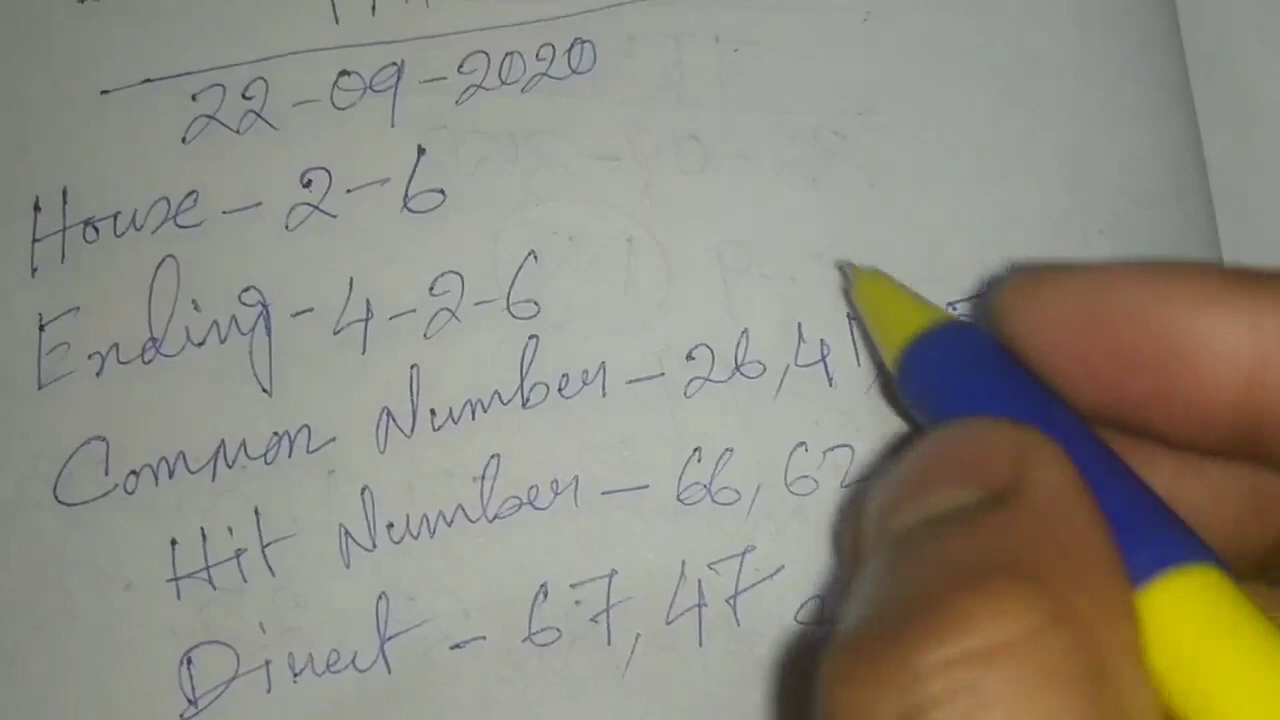 22-09-2020
House - 2-6
Ending - 4-2-6
Common Number - 26,41,
Hit Number - 66,62
Direct - 67,47